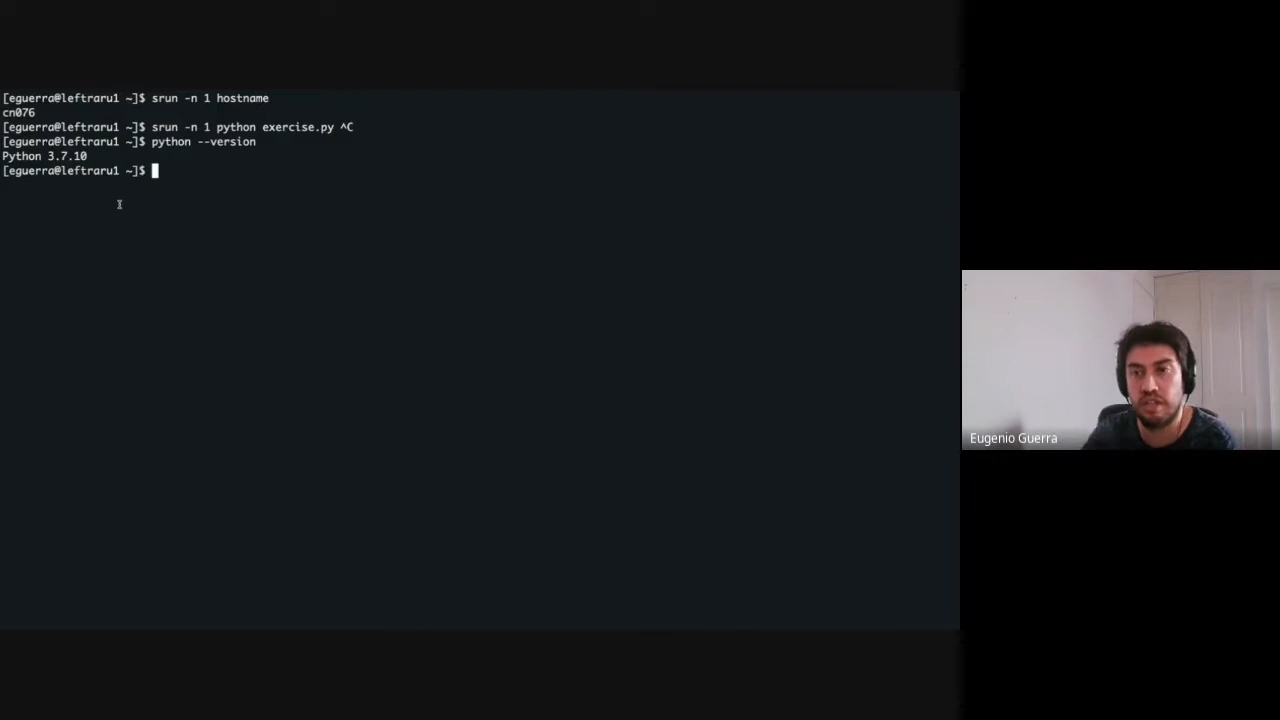 [eguerra@leftraru1 ~]$ srun -n 1 hostname
cn076
[eguerra@leftraru1 ~]$ srun -n 1 python exercise.py ^C
[eguerra@leftraru1 ~]$ python --version
Python 3.7.10
[eguerra@leftraru1 ~]$
Eugenio Guerra